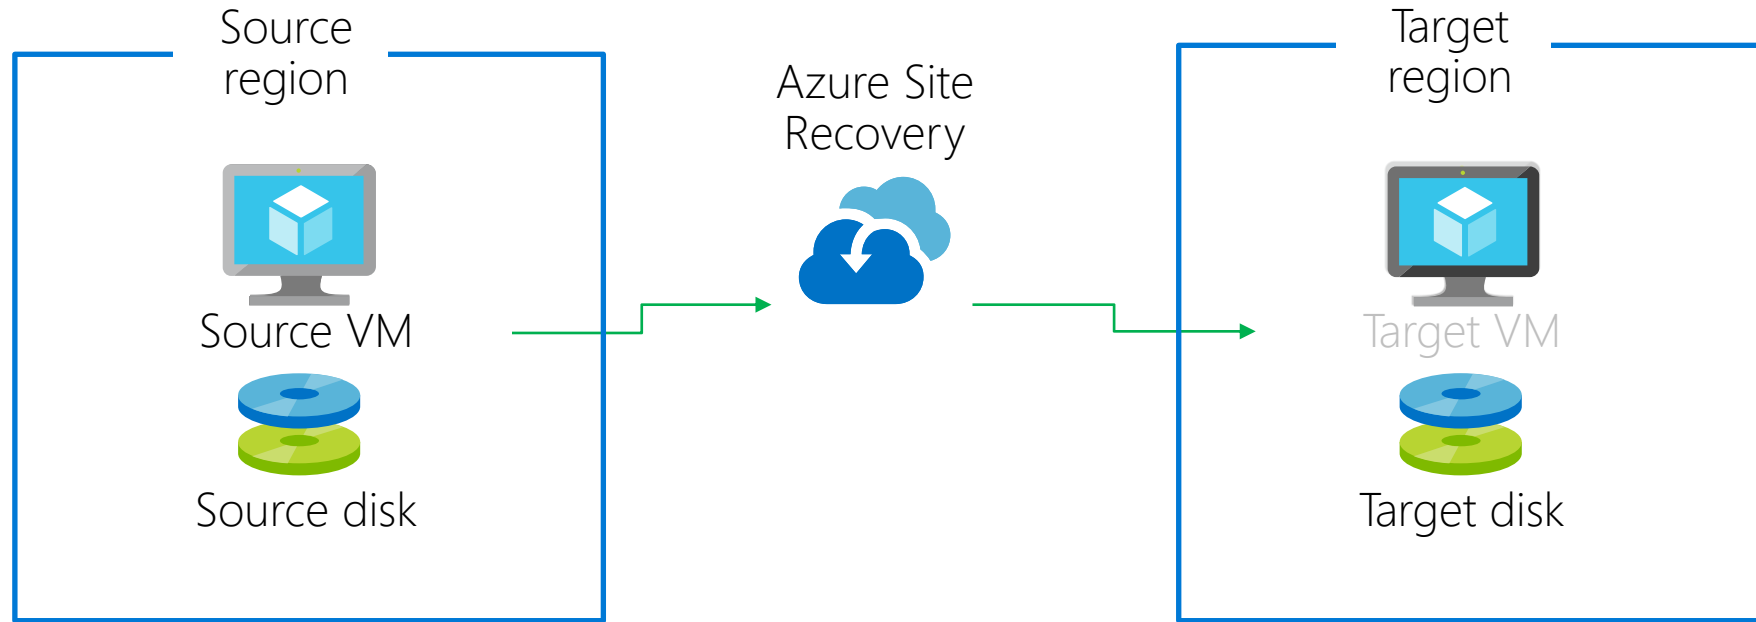 Source
region
Source VM
Source disk
Azure Site
Recovery
Target
region
Target VM
Target disk